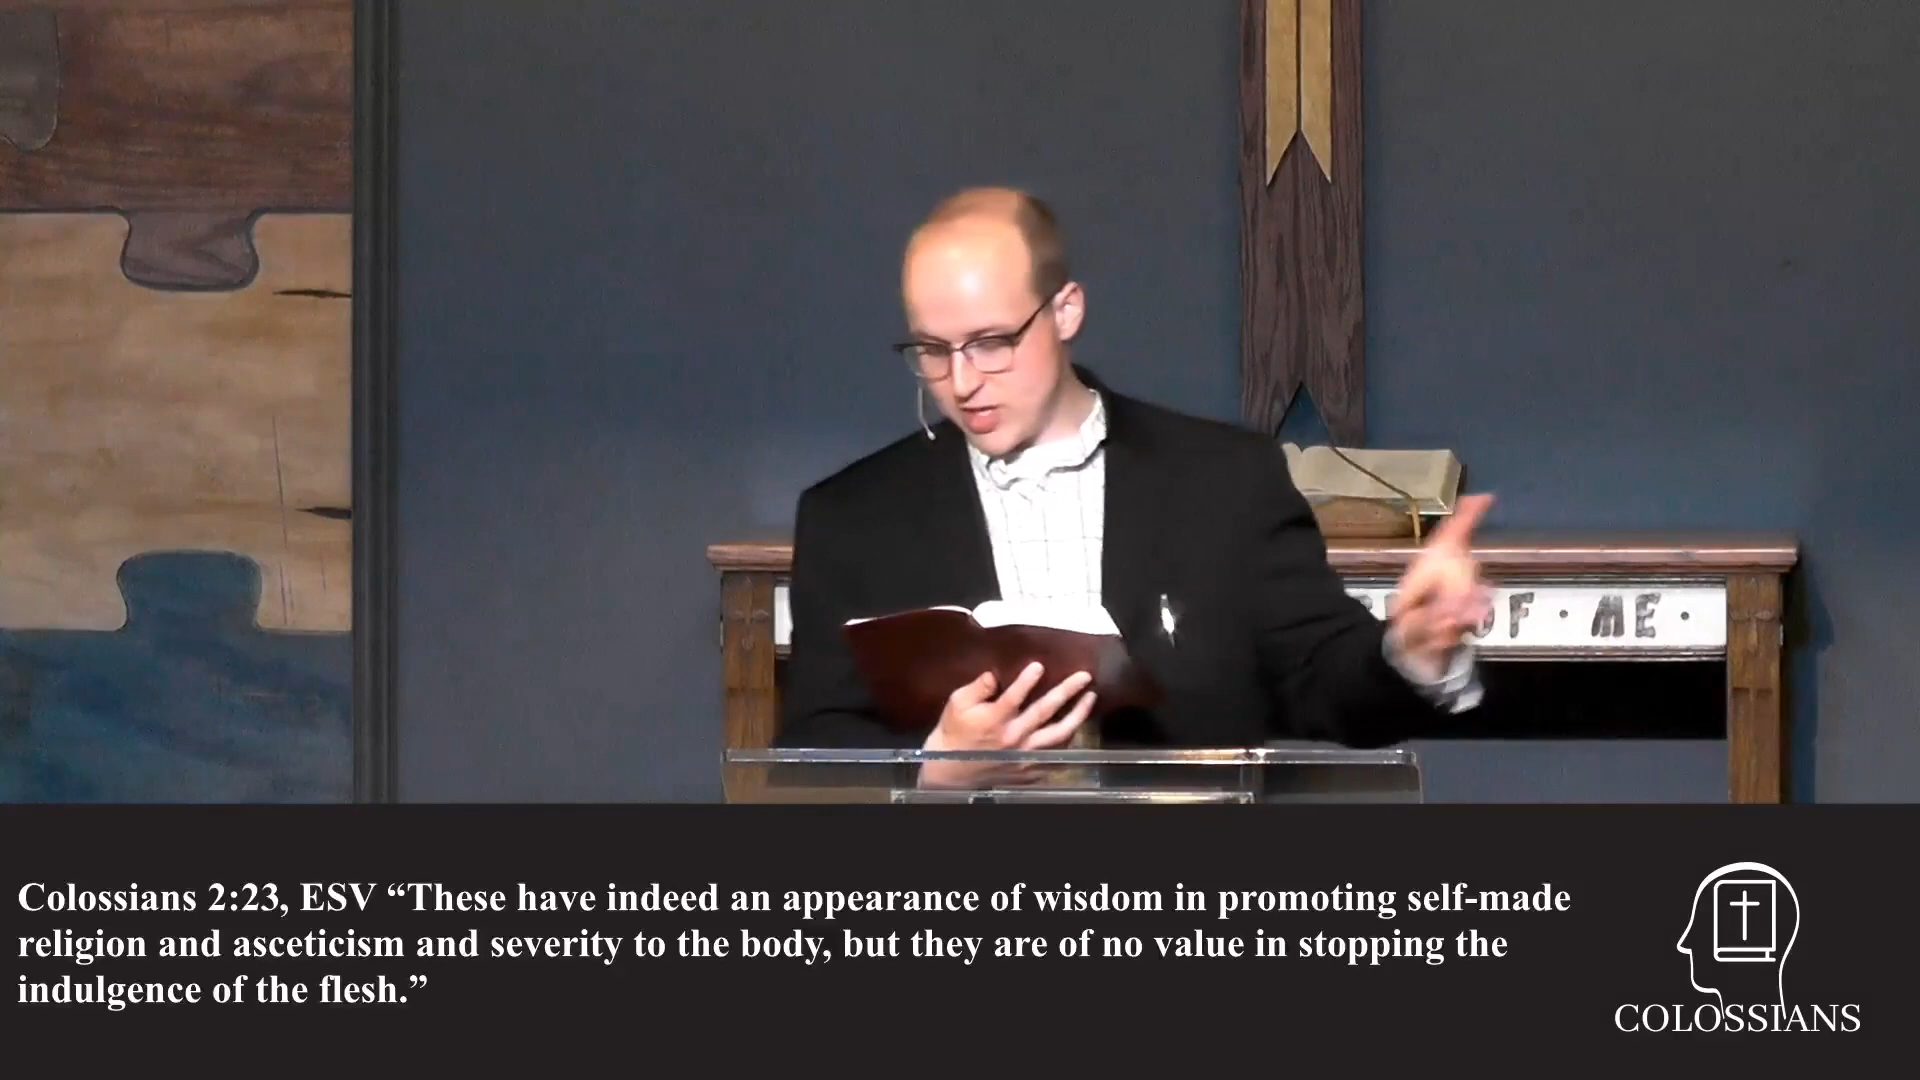 OF · ME ·
Colossians 2:23, ESV “These have indeed an appearance of wisdom in promoting self-made
religion and asceticism and severity to the body, but they are of no value in stopping the
indulgence of the flesh.”
COLOSSIANS